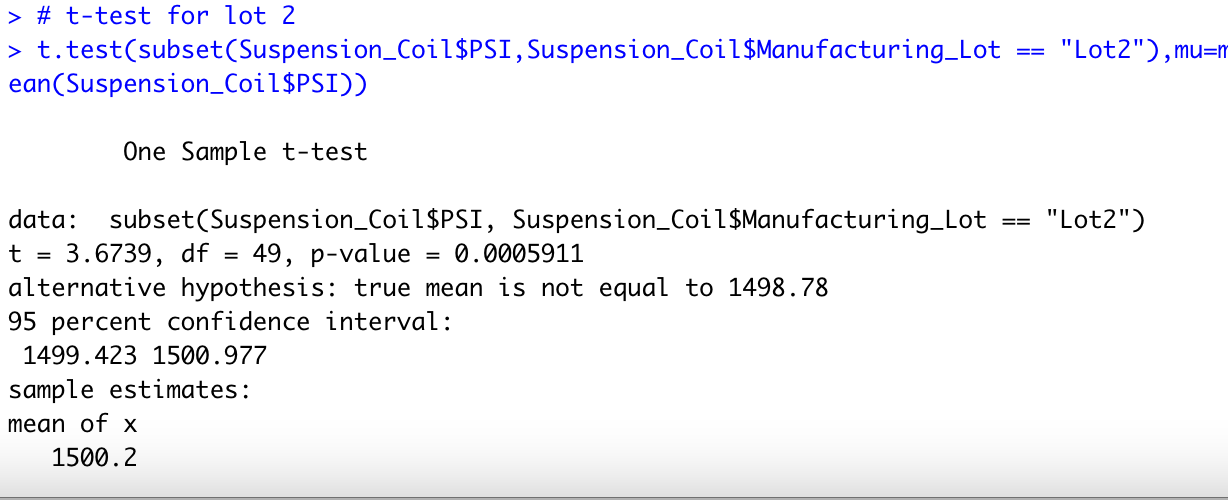 > # t-test for lot 2
> t.test(subset(Suspension_Coil$PSI,Suspension_Coil$Manufacturing_Lot == "Lot2"),mu=m
ean(Suspension_Coil$PSI))
One Sample t-test
data:  subset(Suspension_Coil$PSI, Suspension_Coil$Manufacturing_Lot == "Lot2")
t = 3.6739, df = 49, p-value = 0.0005911
alternative hypothesis: true mean is not equal to 1498.78
95 percent confidence interval:
1499.423 1500.977
sample estimates:
mean of x
1500.2